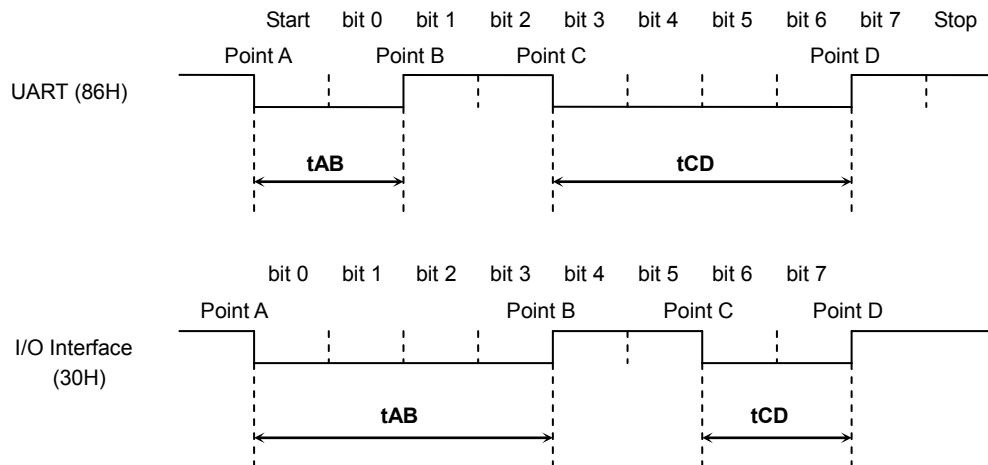 Start bit 0 bit 1 bit 2 bit 3 bit 4 bit 5 bit 6 bit 7 Stop
Point A Point B Point C Point D
UART (86H)
tAB tCD
bit 0 bit 1 bit 2 bit 3 bit 4 bit 5 bit 6 bit 7
Point A Point B Point C Point D
I/O Interface
(30H)
tAB tCD